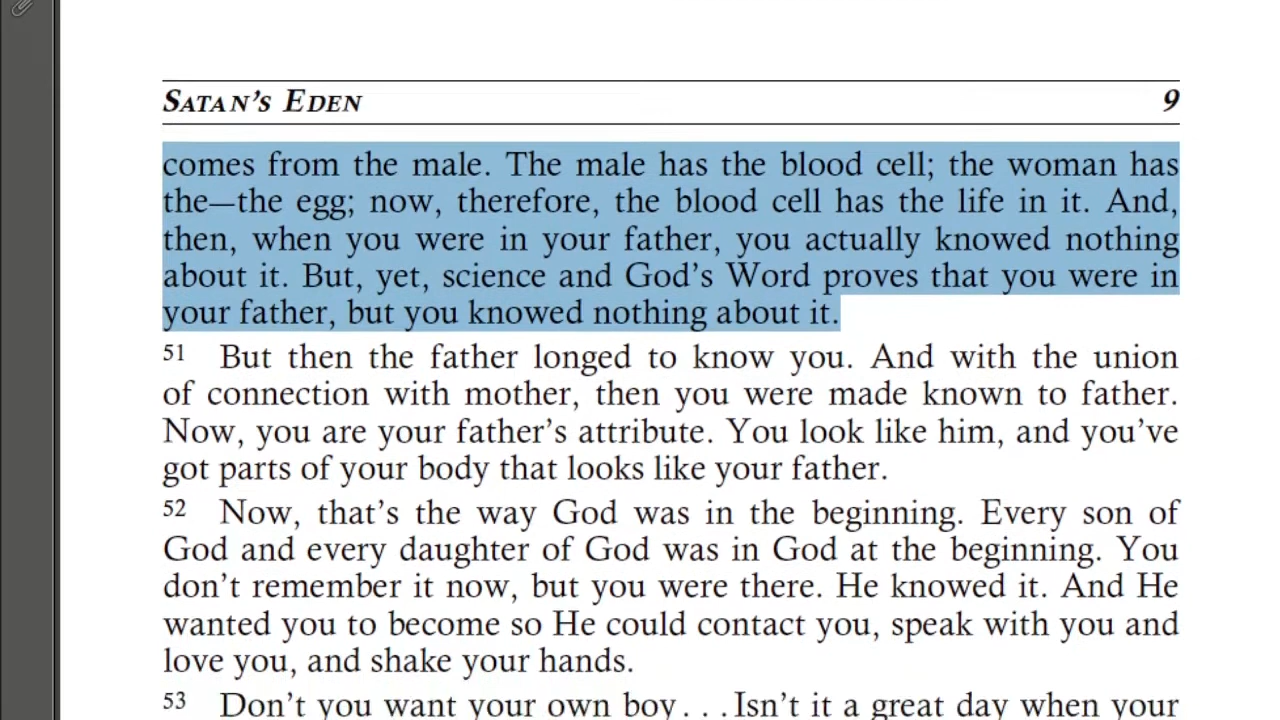 SATAN'S EDEN 9
comes from the male. The male has the blood cell; the woman has
the—the egg; now, therefore, the blood cell has the life in it. And,
then, when you were in your father, you actually knowed nothing
about it. But, yet, science and God's Word proves that you were in
your father, but you knowed nothing about it.
51 But then the father longed to know you. And with the union
of connection with mother, then you were made known to father.
Now, you are your father's attribute. You look like him, and you've
got parts of your body that looks like your father.
52 Now, that's the way God was in the beginning. Every son of
God and every daughter of God was in God at the beginning. You
don't remember it now, but you were there. He knowed it. And He
wanted you to become so He could contact you, speak with you and
love you, and shake your hands.
53 Don't you want your own boy...Isn't it a great day when your